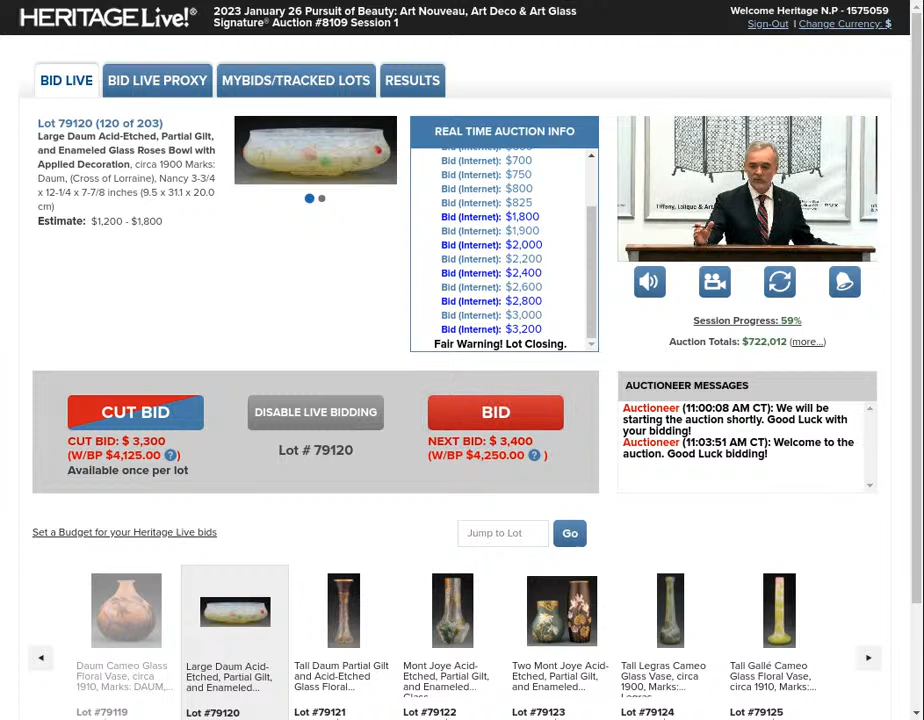 HERITAGE Live!®
2023 January 26 Pursuit of Beauty: Art Nouveau, Art Deco & Art Glass
Signature® Auction #8109 Session 1
Welcome Heritage N.P - 1575059
Sign-Out | Change Currency: $
BID LIVE
BID LIVE PROXY
MYBIDS/TRACKED LOTS
RESULTS
Lot 79120 (120 of 203)
Large Daum Acid-Etched, Partial Gilt,
and Enameled Glass Roses Bowl with
Applied Decoration, circa 1900 Marks:
Daum, (Cross of Lorraine), Nancy 3-3/4
x 12-1/4 x 7-7/8 inches (9.5 x 31.1 x 20.0
cm)
Estimate: $1,200 - $1,800
REAL TIME AUCTION INFO
Bid (Internet): $700
Bid (Internet): $750
Bid (Internet): $800
Bid (Internet): $825
Bid (Internet): $1,800
Bid (Internet): $1,900
Bid (Internet): $2,000
Bid (Internet): $2,200
Bid (Internet): $2,400
Bid (Internet): $2,600
Bid (Internet): $2,800
Bid (Internet): $3,000
Bid (Internet): $3,200
Fair Warning! Lot Closing.
Tiffany, Lalique & Art
Session Progress: 59%
Auction Totals: $722,012 (more...)
CUT BID
CUT BID: $ 3,300
(W/BP $4,125.00 ?)
Available once per lot
DISABLE LIVE BIDDING
Lot # 79120
BID
NEXT BID: $ 3,400
(W/BP $4,250.00 ? )
AUCTIONEER MESSAGES
Auctioneer (11:00:08 AM CT): We will be
starting the auction shortly. Good Luck with
your bidding!
Auctioneer (11:03:51 AM CT): Welcome to the
auction. Good Luck bidding!
Set a Budget for your Heritage Live bids
Jump to Lot
Go
Daum Cameo Glass
Floral Vase, circa
1910, Marks: DAUM,...
Lot #79119
Large Daum Acid-
Etched, Partial Gilt,
and Enameled...
Lot #79120
Tall Daum Partial Gilt
and Acid-Etched
Glass Floral...
Lot #79121
Mont Joye Acid-
Etched, Partial Gilt,
and Enameled
Glass...
Lot #79122
Two Mont Joye Acid-
Etched, Partial Gilt,
and Enameled...
Lot #79123
Tall Legras Cameo
Glass Vase, circa
1900, Marks:
Legras...
Lot #79124
Tall Gallé Cameo
Glass Floral Vase,
circa 1900, Marks:...
Lot #79125